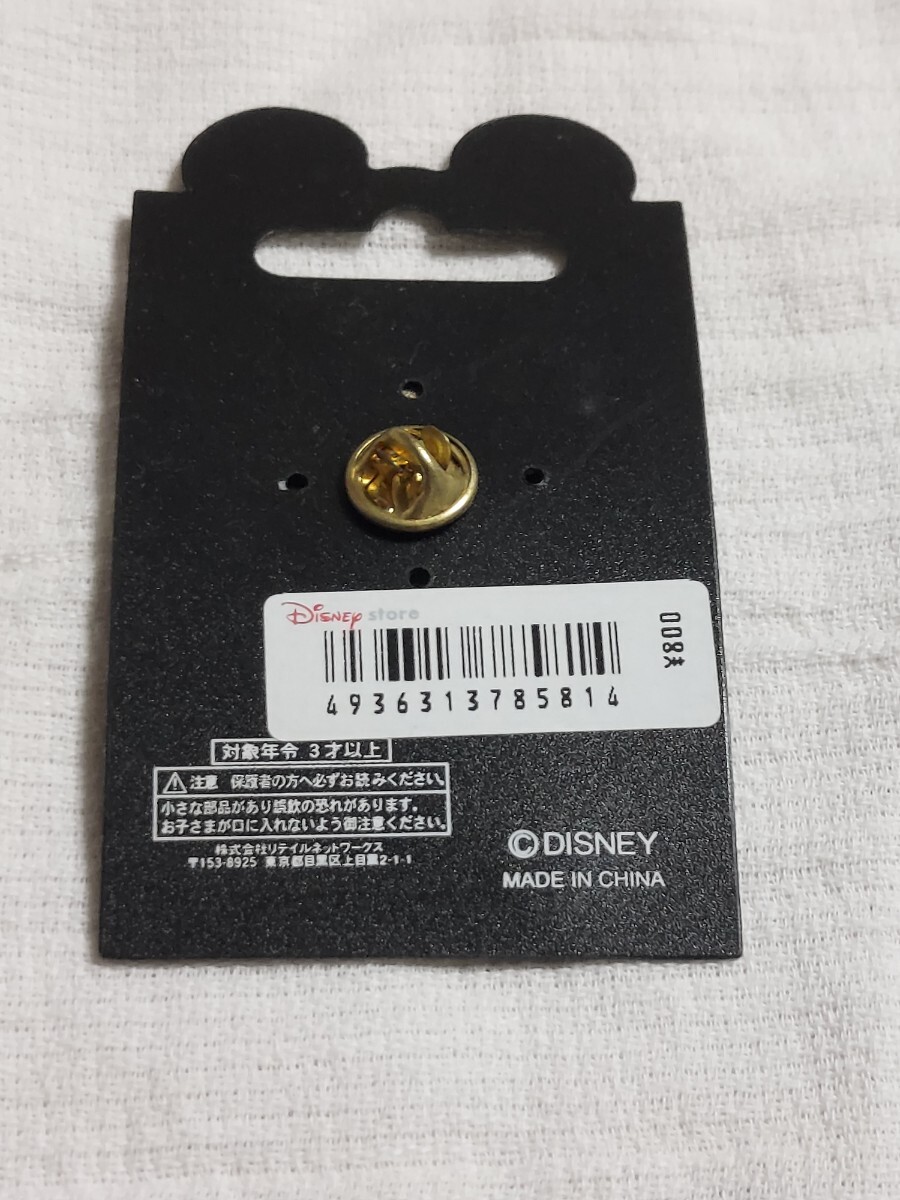 Disney store
¥800
4936313785814
対象年令 3才以上
⚠注意 保護者の方へ必ずお読みください。
小さな部品があり誤飲の恐れがあります。
お子さまが口に入れないよう御注意ください。
株式会社リテイルネットワークス
〒153-8925 東京都目黒区上目黒2-1-1
©DISNEY
MADE IN CHINA